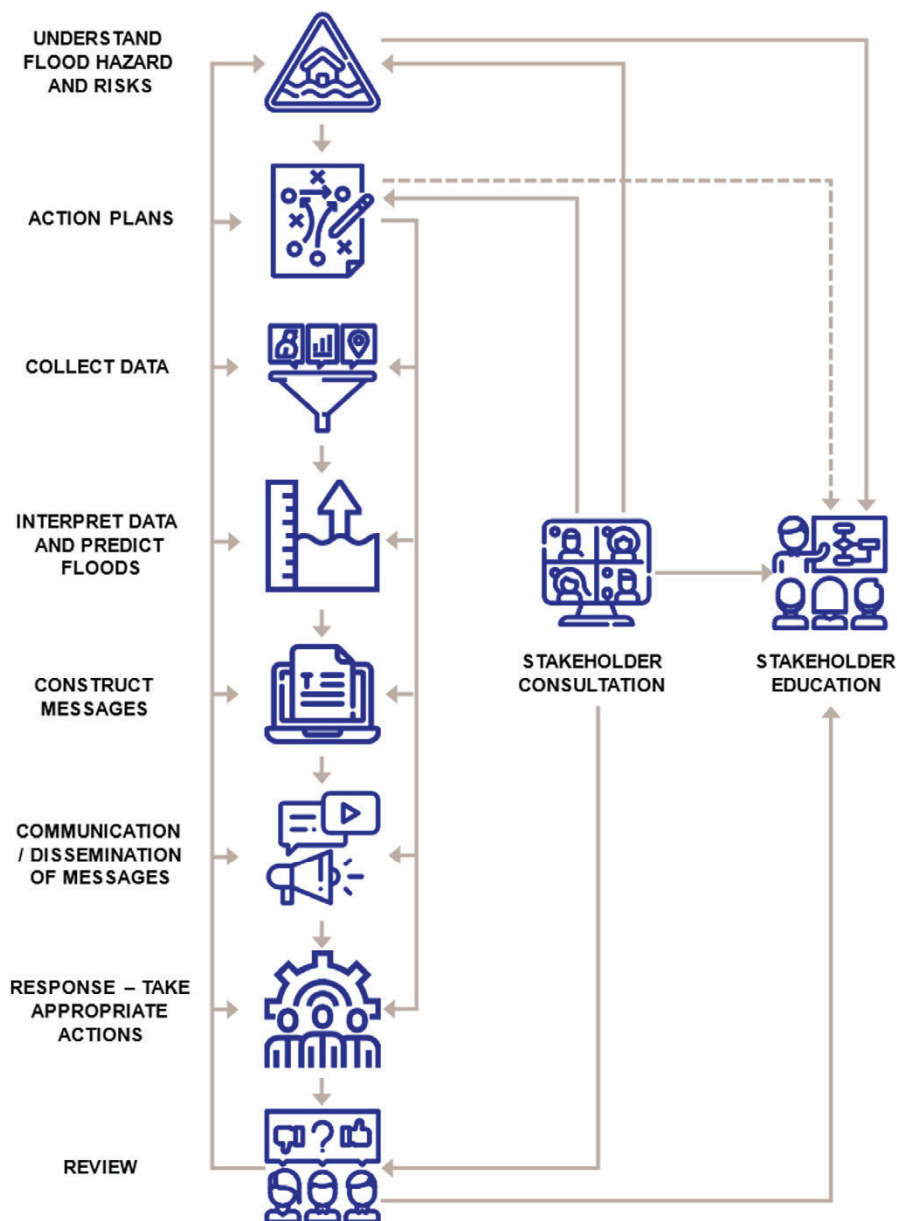 UNDERSTAND
FLOOD HAZARD
AND RISKS
ACTION PLANS
COLLECT DATA
INTERPRET DATA
AND PREDICT
FLOODS
STAKEHOLDER
CONSULTATION
STAKEHOLDER
EDUCATION
CONSTRUCT
MESSAGES
T
COMMUNICATION
/ DISSEMINATION
OF MESSAGES
RESPONSE – TAKE
APPROPRIATE
ACTIONS
?
REVIEW